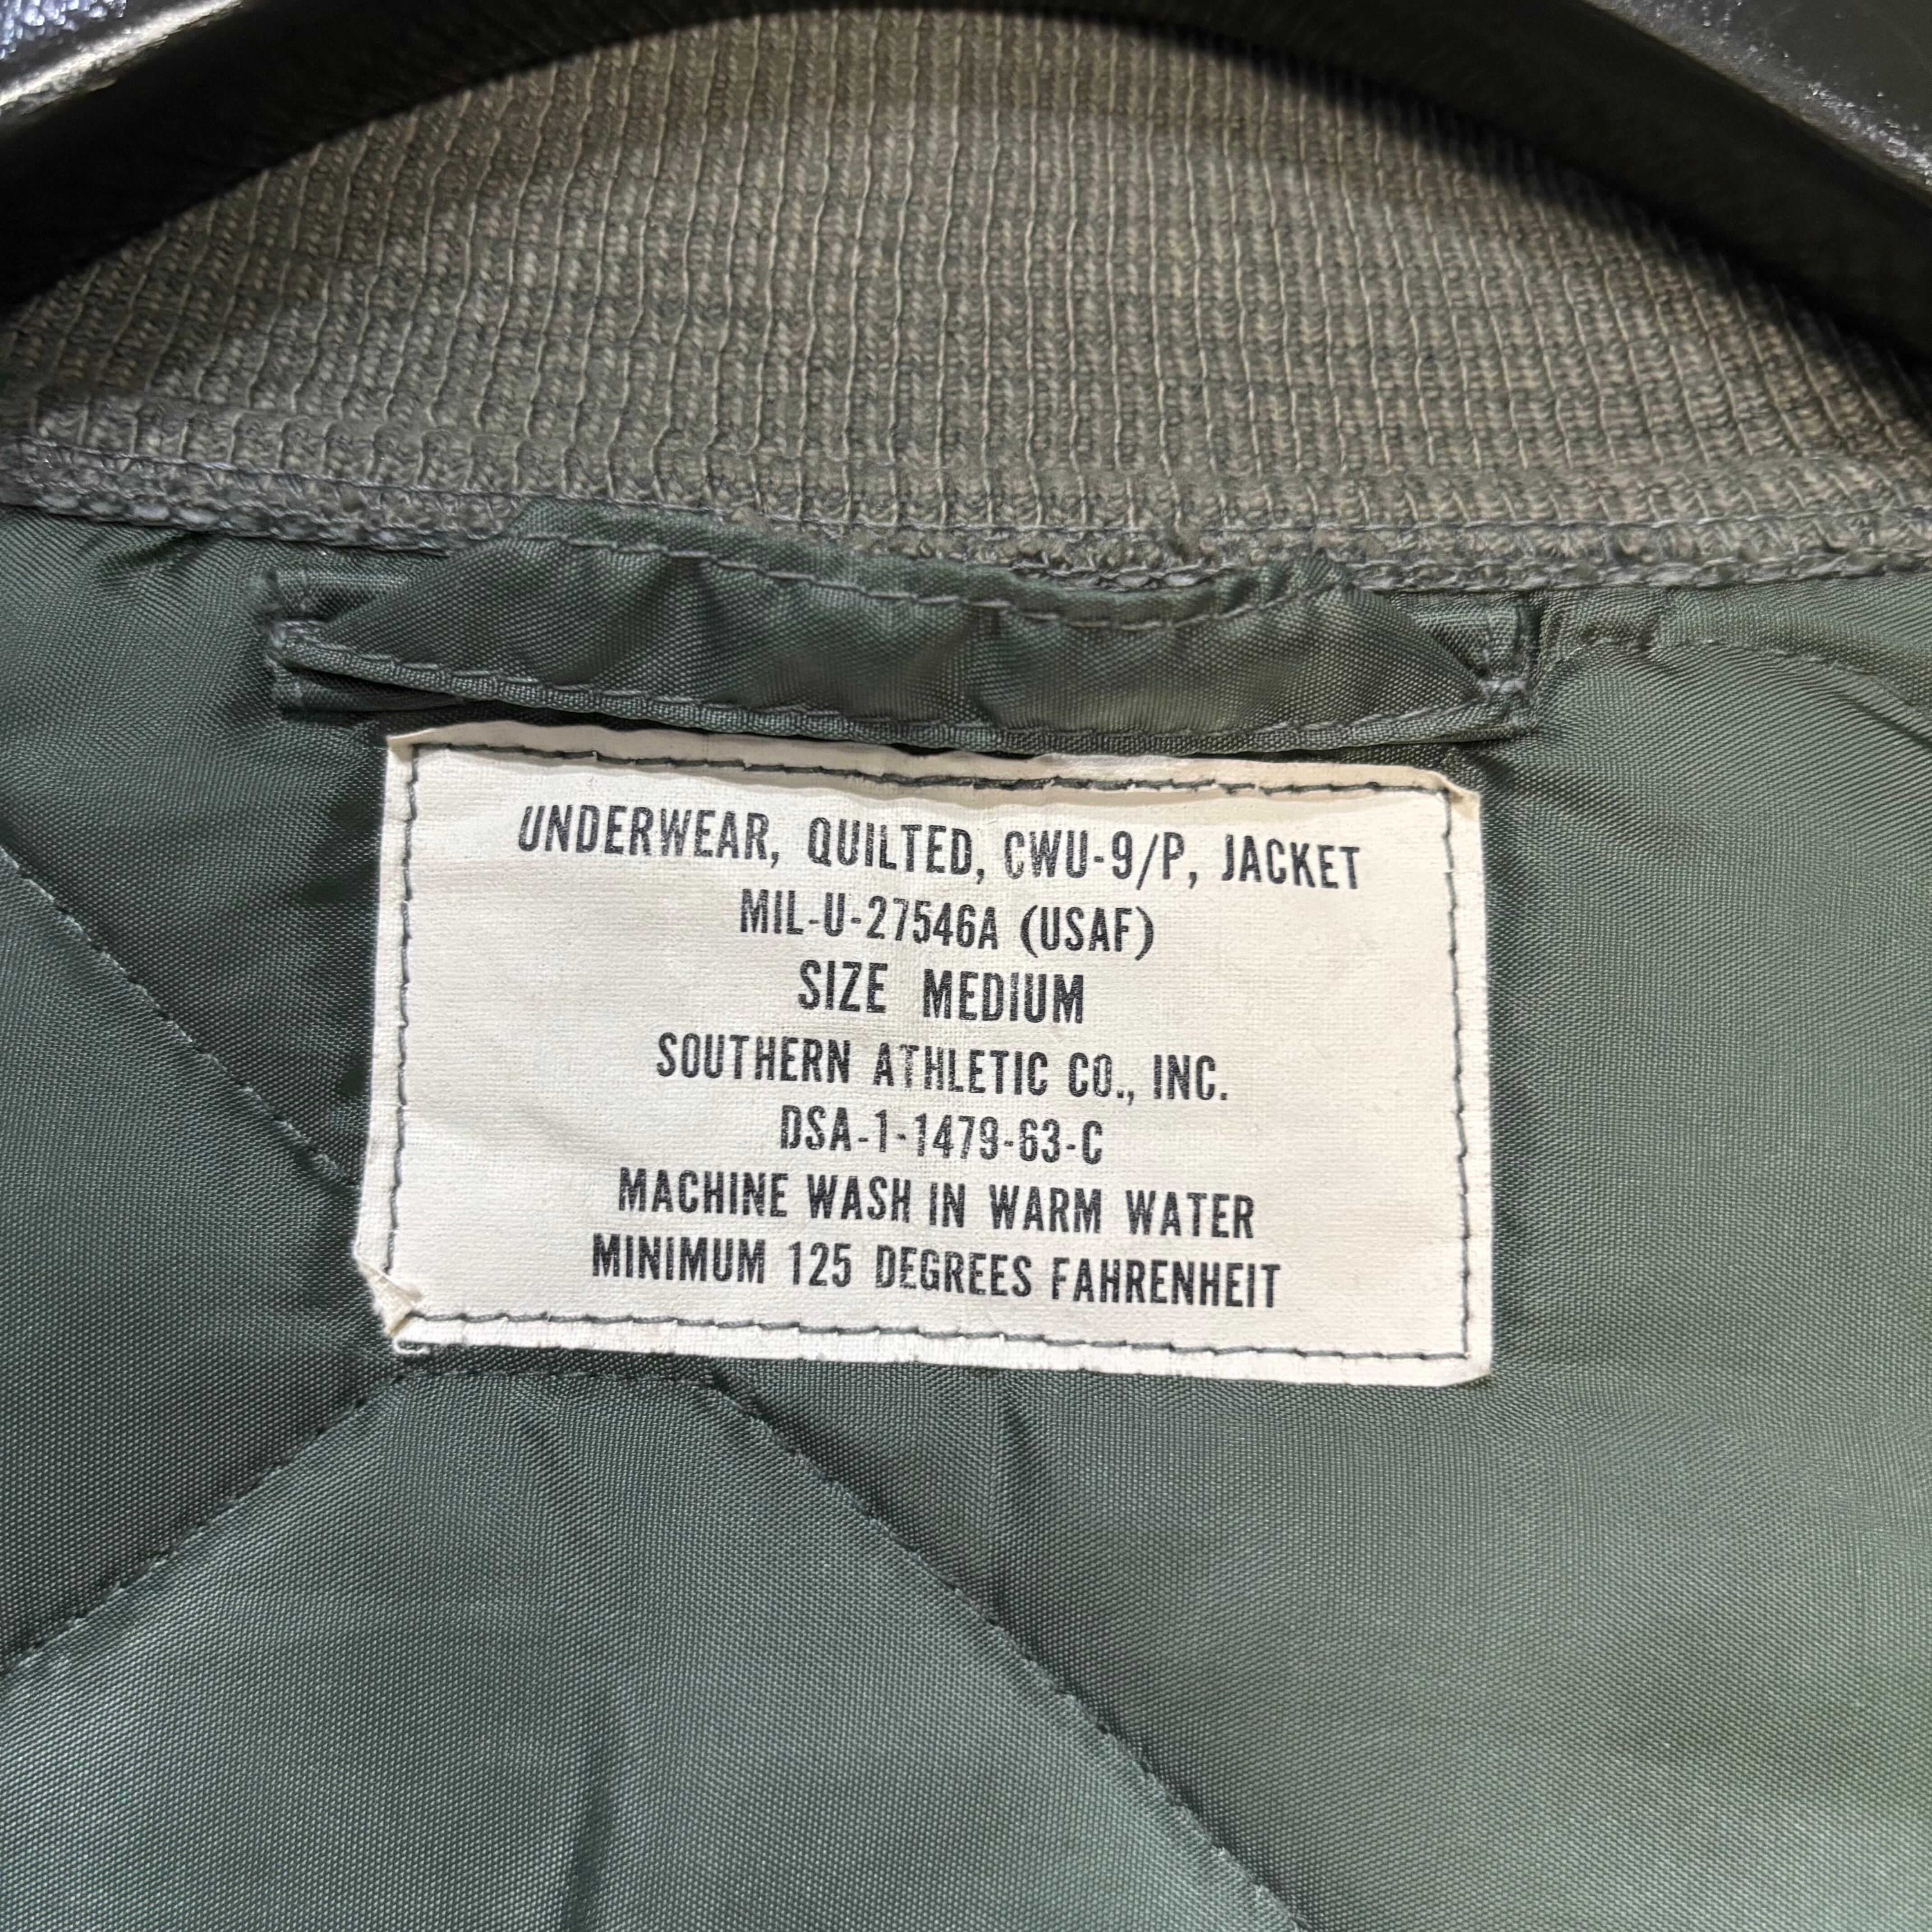 UNDERWEAR, QUILTED, CWU-9/P, JACKET
MIL-U-27546A (USAF)
SIZE MEDIUM
SOUTHERN ATHLETIC CO., INC.
DSA-1-1479-63-C
MACHINE WASH IN WARM WATER
MINIMUM 125 DEGREES FAHRENHEIT